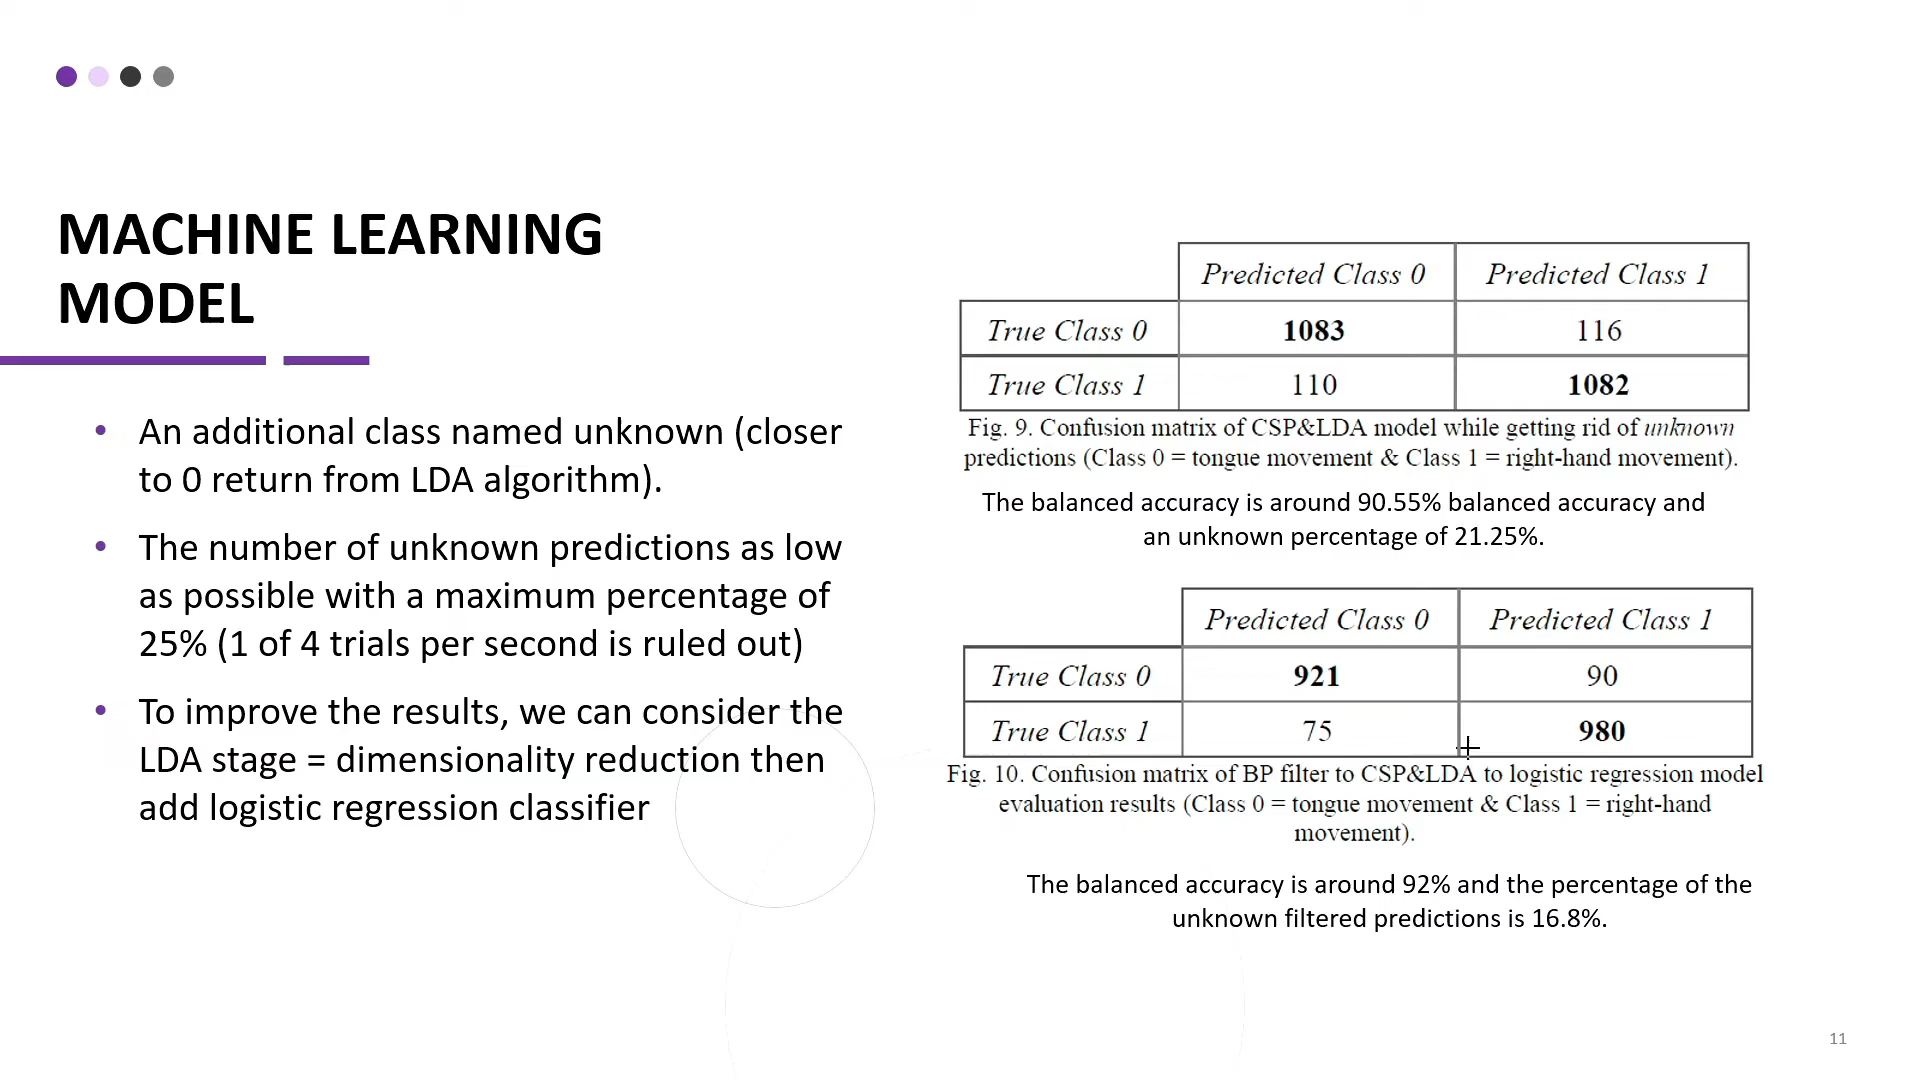 MACHINE LEARNING
MODEL
• An additional class named unknown (closer
to 0 return from LDA algorithm).
• The number of unknown predictions as low
as possible with a maximum percentage of
25% (1 of 4 trials per second is ruled out)
• To improve the results, we can consider the
LDA stage = dimensionality reduction then
add logistic regression classifier
Predicted Class 0 Predicted Class 1
True Class 0 1083 116
True Class 1 110 1082
Fig. 9. Confusion matrix of CSP&LDA model while getting rid of unknown
predictions (Class 0 = tongue movement & Class 1 = right-hand movement).
The balanced accuracy is around 90.55% balanced accuracy and
an unknown percentage of 21.25%.
Predicted Class 0 Predicted Class 1
True Class 0 921 90
True Class 1 75 980
Fig. 10. Confusion matrix of BP filter to CSP&LDA to logistic regression model
evaluation results (Class 0 = tongue movement & Class 1 = right-hand
movement).
The balanced accuracy is around 92% and the percentage of the
unknown filtered predictions is 16.8%.
11